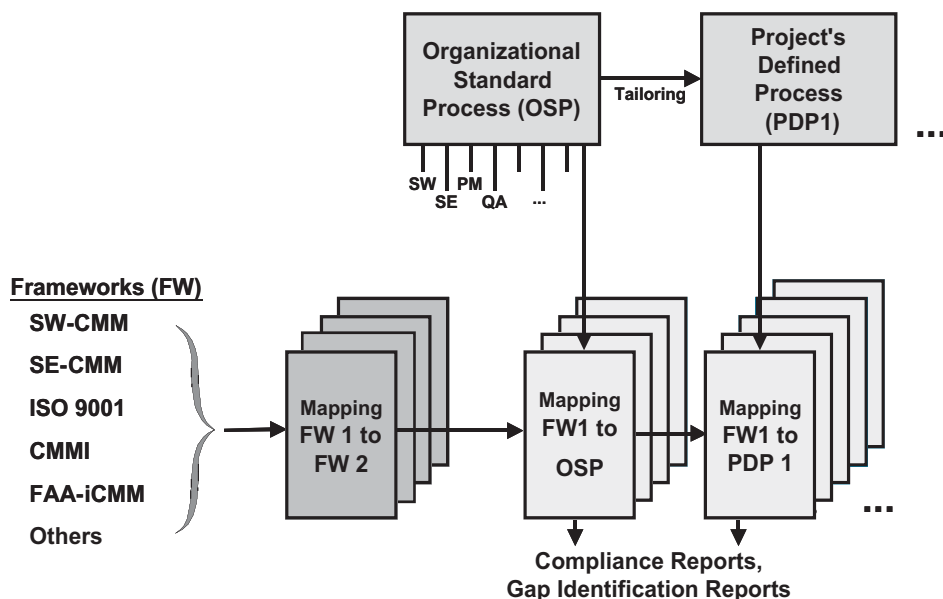 Organizational
Standard
Process (OSP)
Tailoring
Project's
Defined
Process
(PDP1)
...
SW
PM
SE
QA
...
Frameworks (FW)
SW-CMM
SE-CMM
ISO 9001
CMMI
FAA-iCMM
Others
Mapping
FW 1 to
FW 2
Mapping
FW1 to
OSP
Mapping
FW1 to
PDP 1
...
Compliance Reports,
Gap Identification Reports